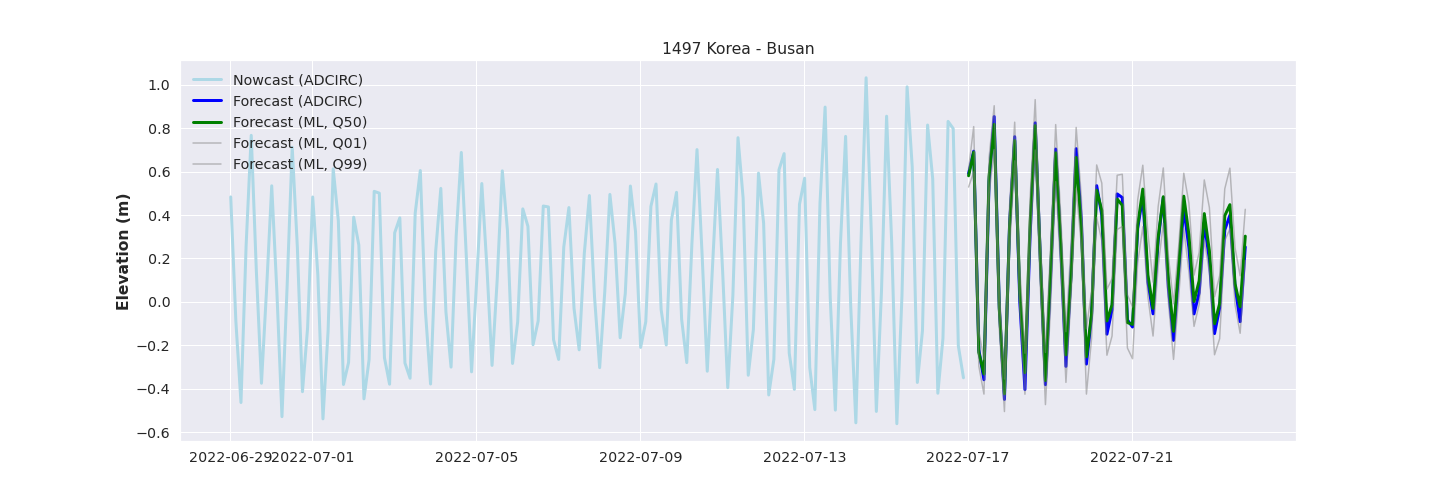 1497 Korea - Busan
Nowcast (ADCIRC)
Forecast (ADCIRC)
Forecast (ML, Q50)
Forecast (ML, Q01)
Forecast (ML, Q99)
Elevation (m)
1.0
0.8
0.6
0.4
0.2
0.0
−0.2
−0.4
−0.6
2022-06-29 2022-07-01 2022-07-05 2022-07-09 2022-07-13 2022-07-17 2022-07-21